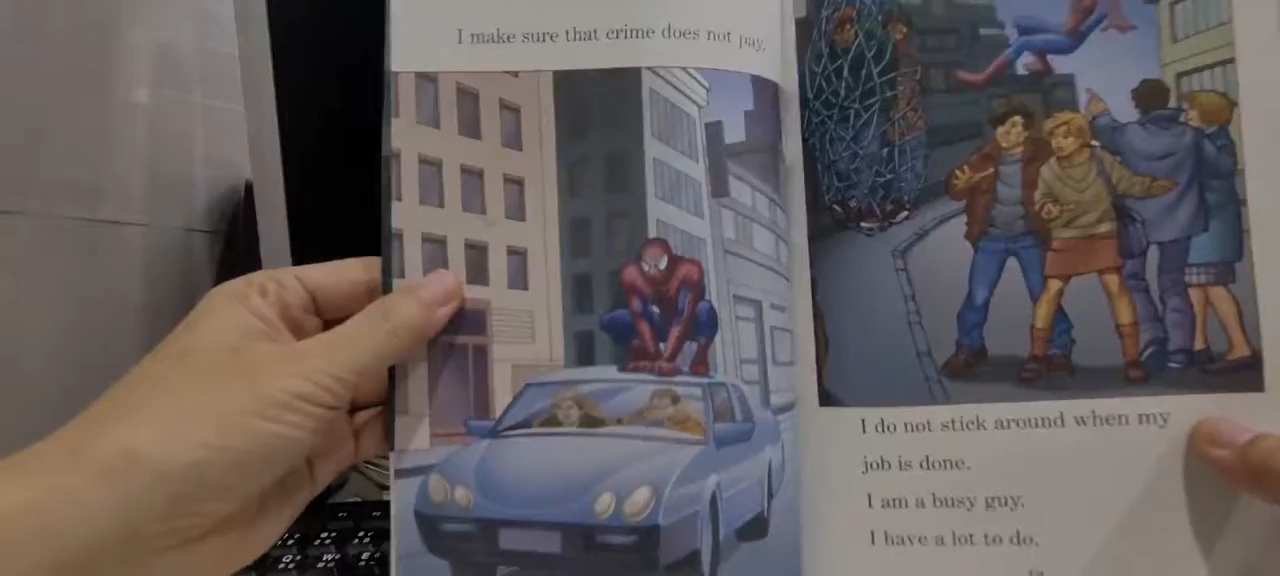 I make sure that crime does not pay.
I do not stick around when my
job is done.
I am a busy guy.
I have a lot to do.